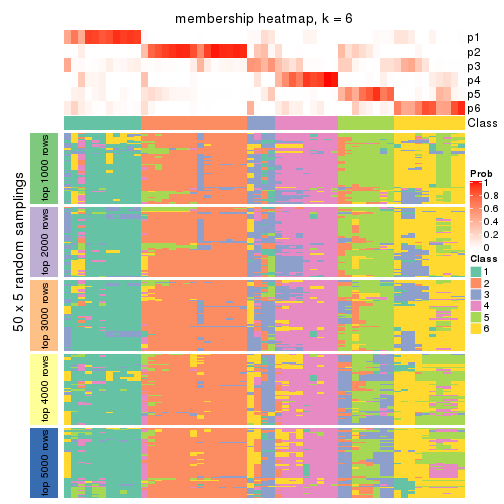 membership heatmap, k = 6
p1
p2
p3
p4
p5
p6
Class
50 x 5 random samplings
top 1000 rows
top 2000 rows
top 3000 rows
top 4000 rows
top 5000 rows
Prob
1
0.8
0.6
0.4
0.2
0
Class
1
2
3
4
5
6